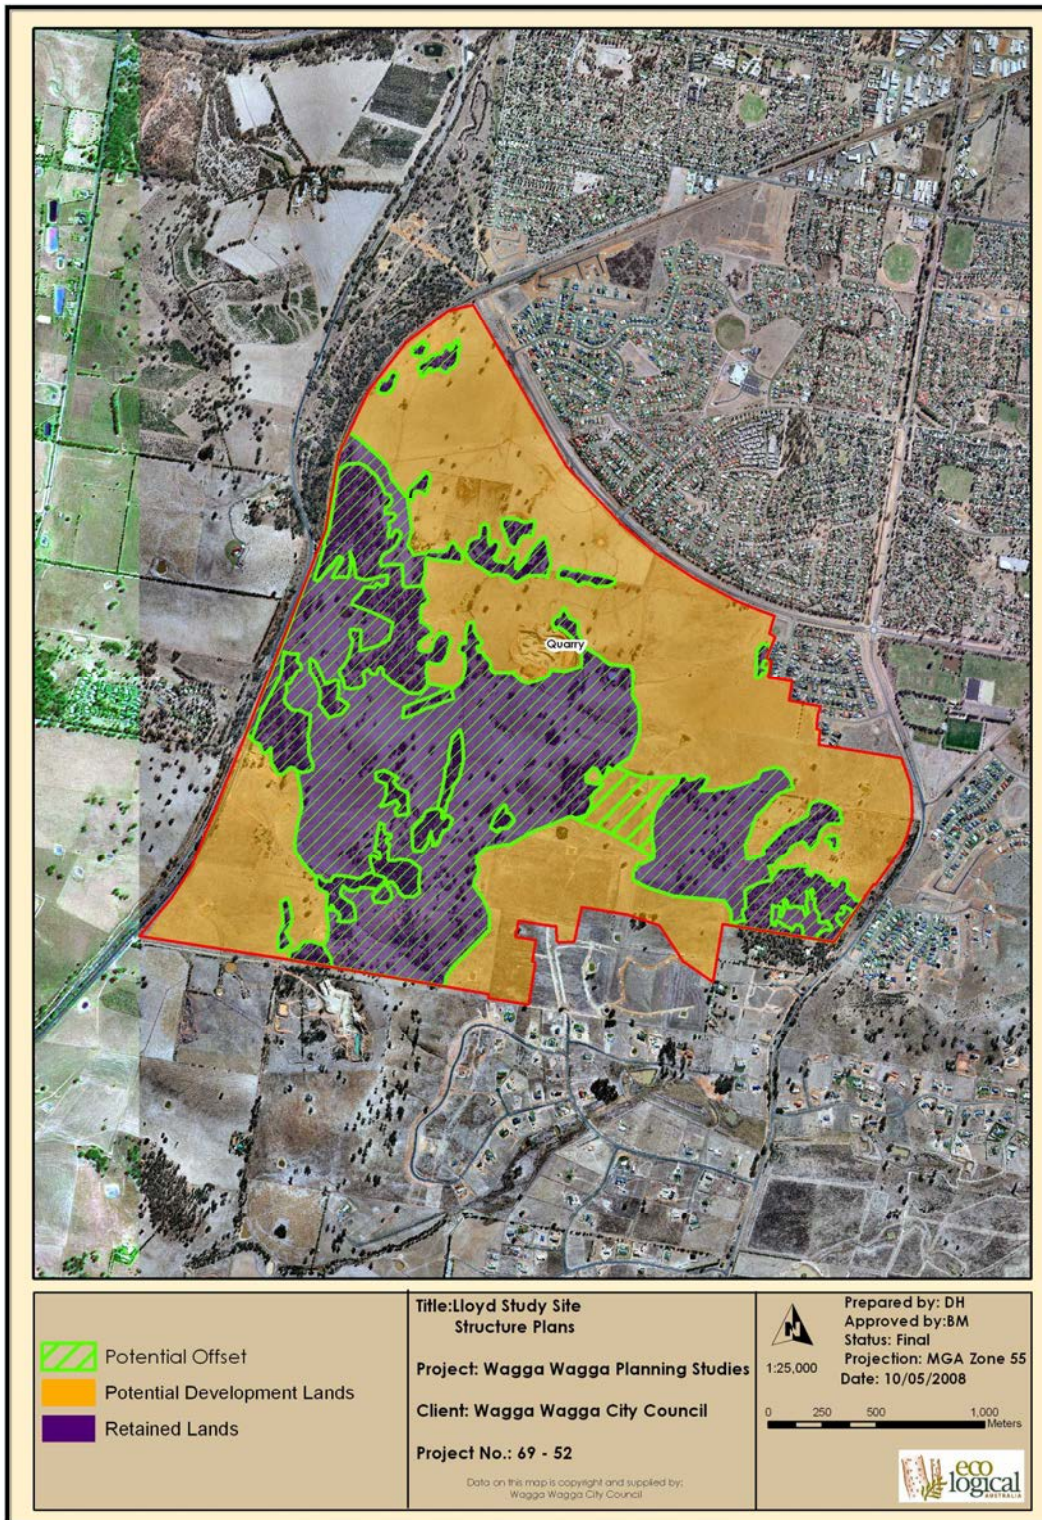 Quarry
Potential Offset
Potential Development Lands
Retained Lands
Title:Lloyd Study Site
Structure Plans
Project: Wagga Wagga Planning Studies
Client: Wagga Wagga City Council
Project No.: 69 - 52
Data on this map is copyright and supplied by:
Wagga Wagga City Council
N
1:25,000
Prepared by: DH
Approved by:BM
Status: Final
Projection: MGA Zone 55
Date: 10/05/2008
0 250 500 1,000
Meters
eco
logical
AUSTRALIA